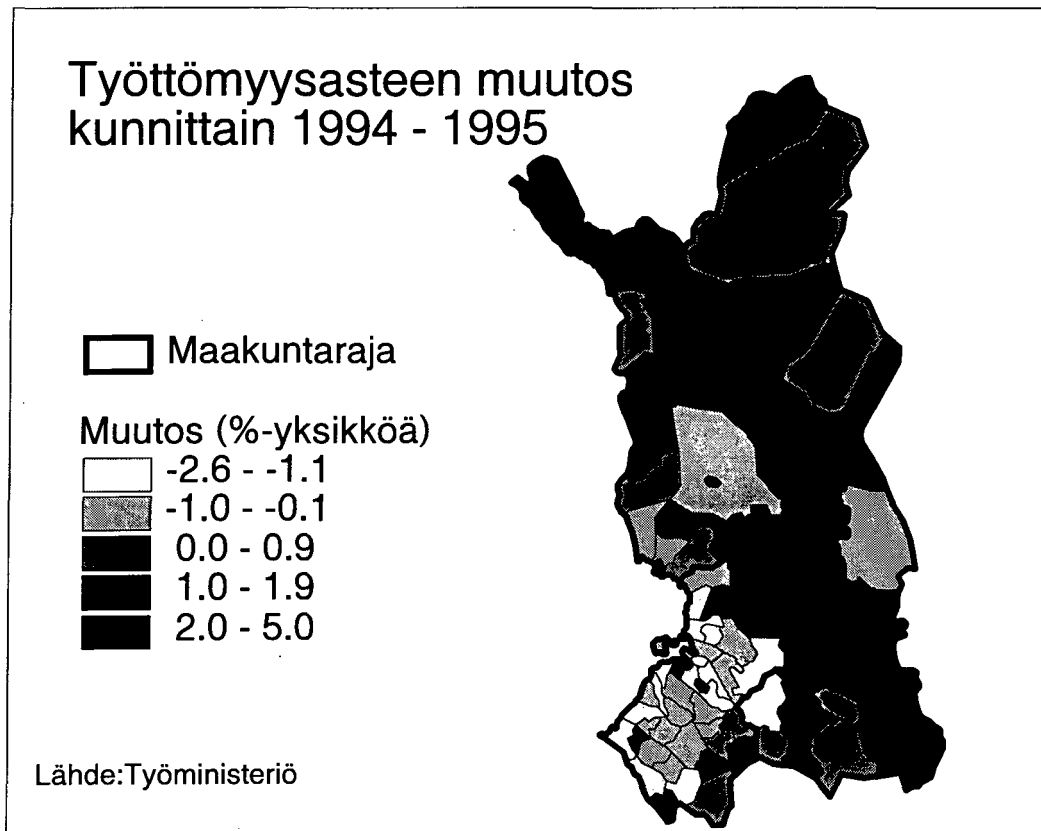 Työttömyysasteen muutos
kunnittain 1994 - 1995
Maakuntaraja
Muutos (%-yksikköä)
-2.6 - -1.1
-1.0 - -0.1
0.0 - 0.9
1.0 - 1.9
2.0 - 5.0
Lähde:Työministeriö